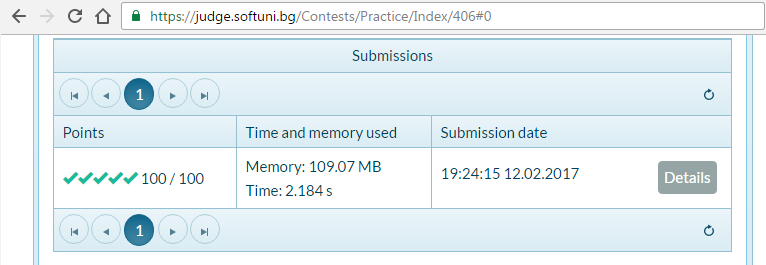 https://judge.softuni.bg/Contests/Practice/Index/406#0
Submissions
1
Points Time and memory used Submission date
100 / 100 Memory: 109.07 MB 19:24:15 12.02.2017 Details
Time: 2.184 s
1